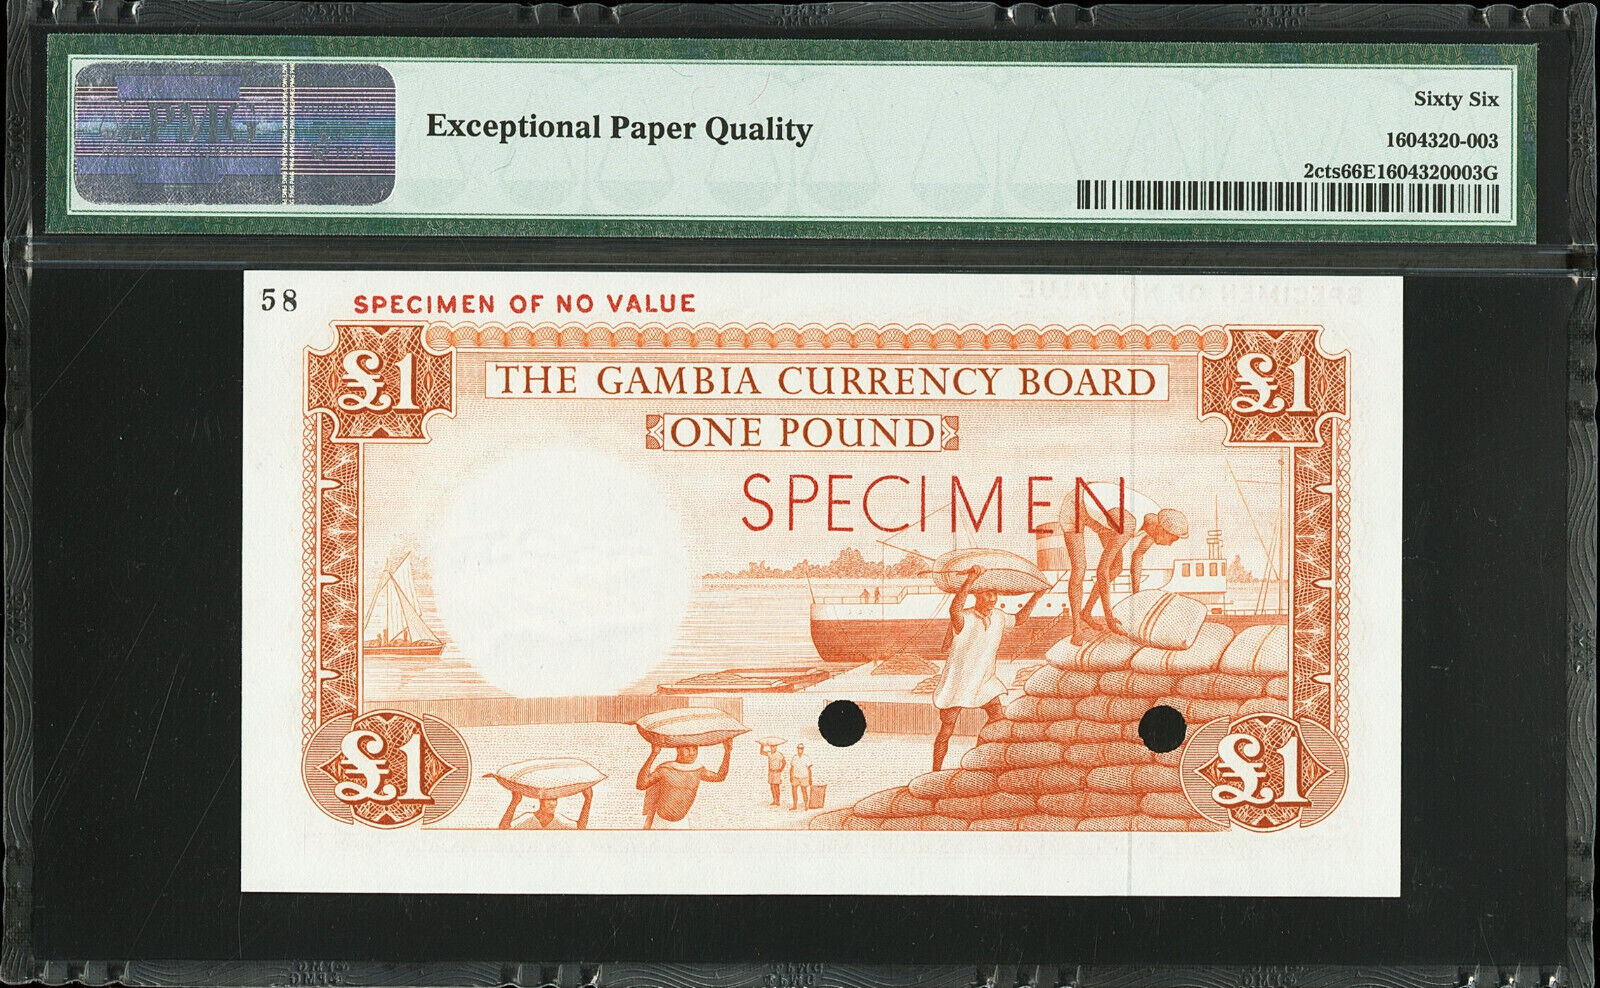 Exceptional Paper Quality
Sixty Six
1604320-003
2cts66E1604320003G
58
SPECIMEN OF NO VALUE
£1
£1
THE GAMBIA CURRENCY BOARD
ONE POUND
SPECIMEN
£1
£1